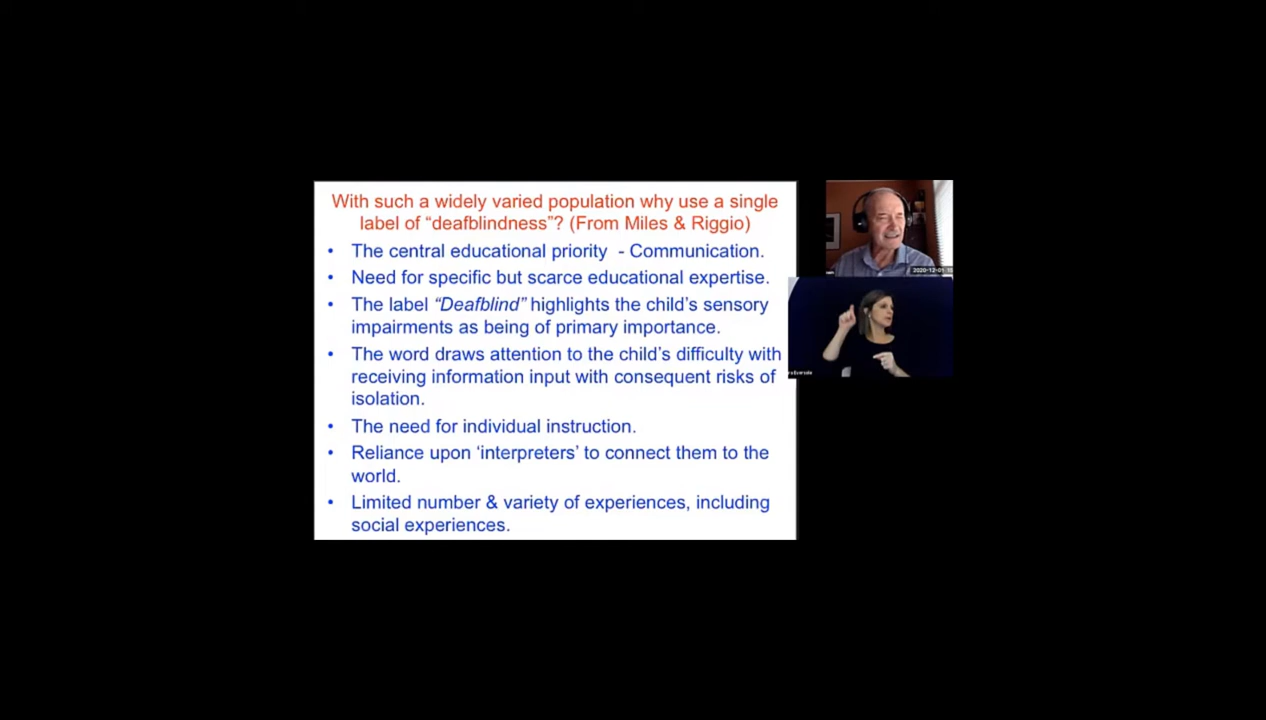 With such a widely varied population why use a single
label of “deafblindness”? (From Miles & Riggio)
• The central educational priority - Communication.
• Need for specific but scarce educational expertise.
• The label “Deafblind” highlights the child’s sensory
impairments as being of primary importance.
• The word draws attention to the child’s difficulty with
receiving information input with consequent risks of
isolation.
• The need for individual instruction.
• Reliance upon ‘interpreters’ to connect them to the
world.
• Limited number & variety of experiences, including
social experiences.